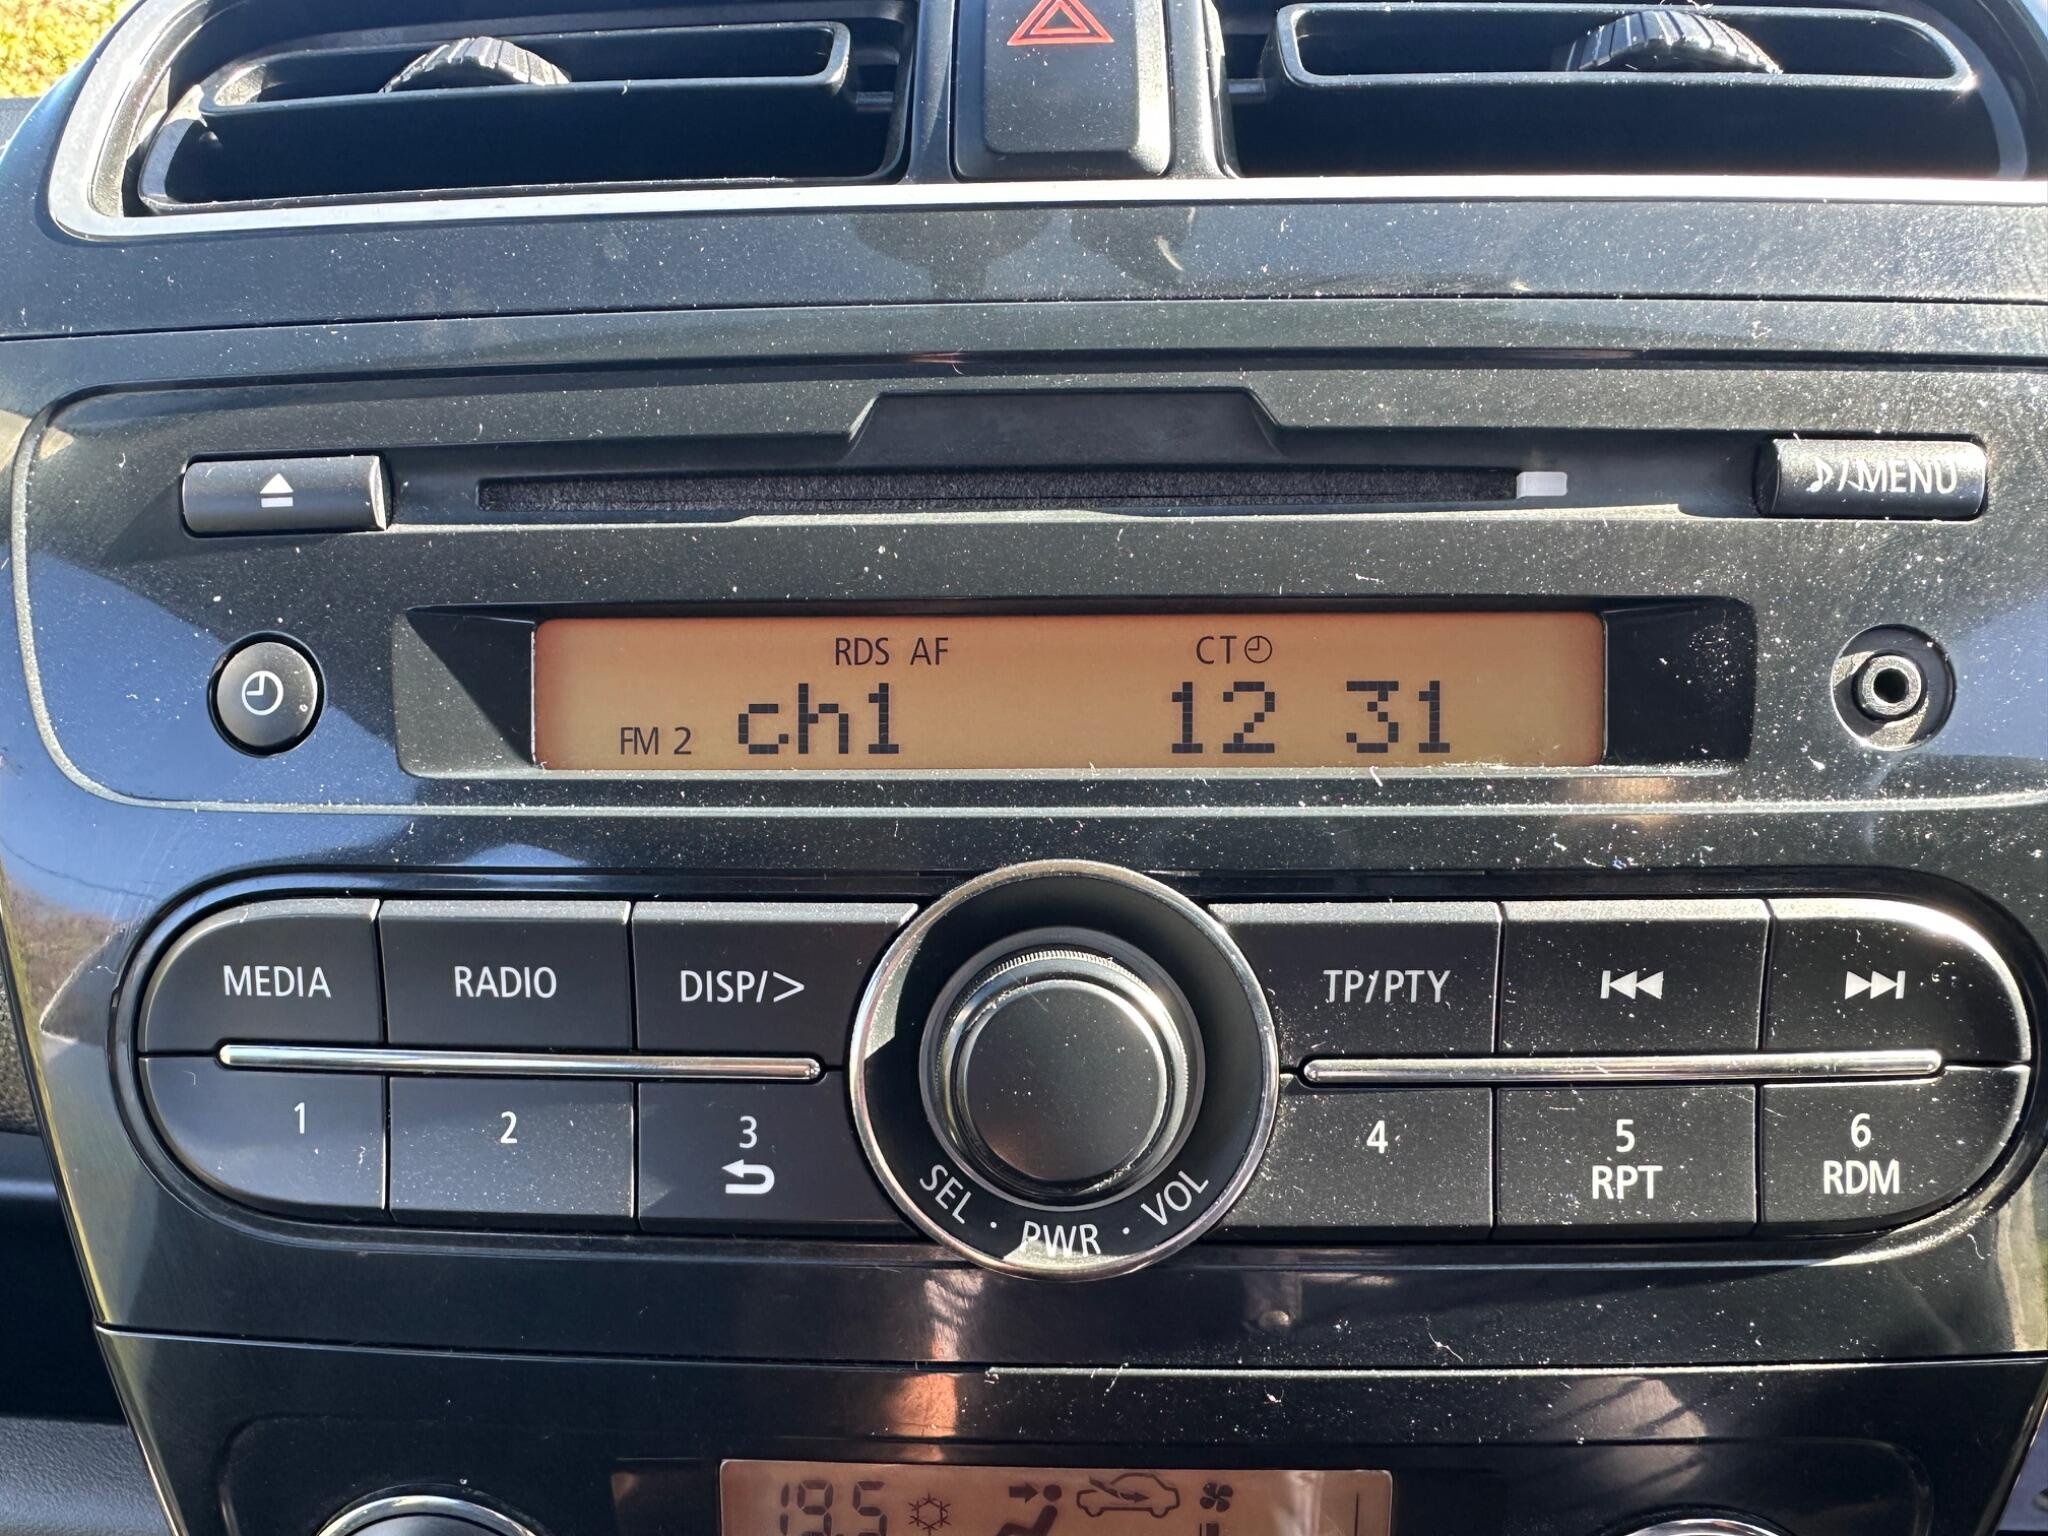 MENU
RDS AF CT
FM 2 ch1 12 31
MEDIA RADIO DISP/> TP/PTY
1 2 3 4 5 6
RPT RDM
SEL · PWR · VOL
19.5